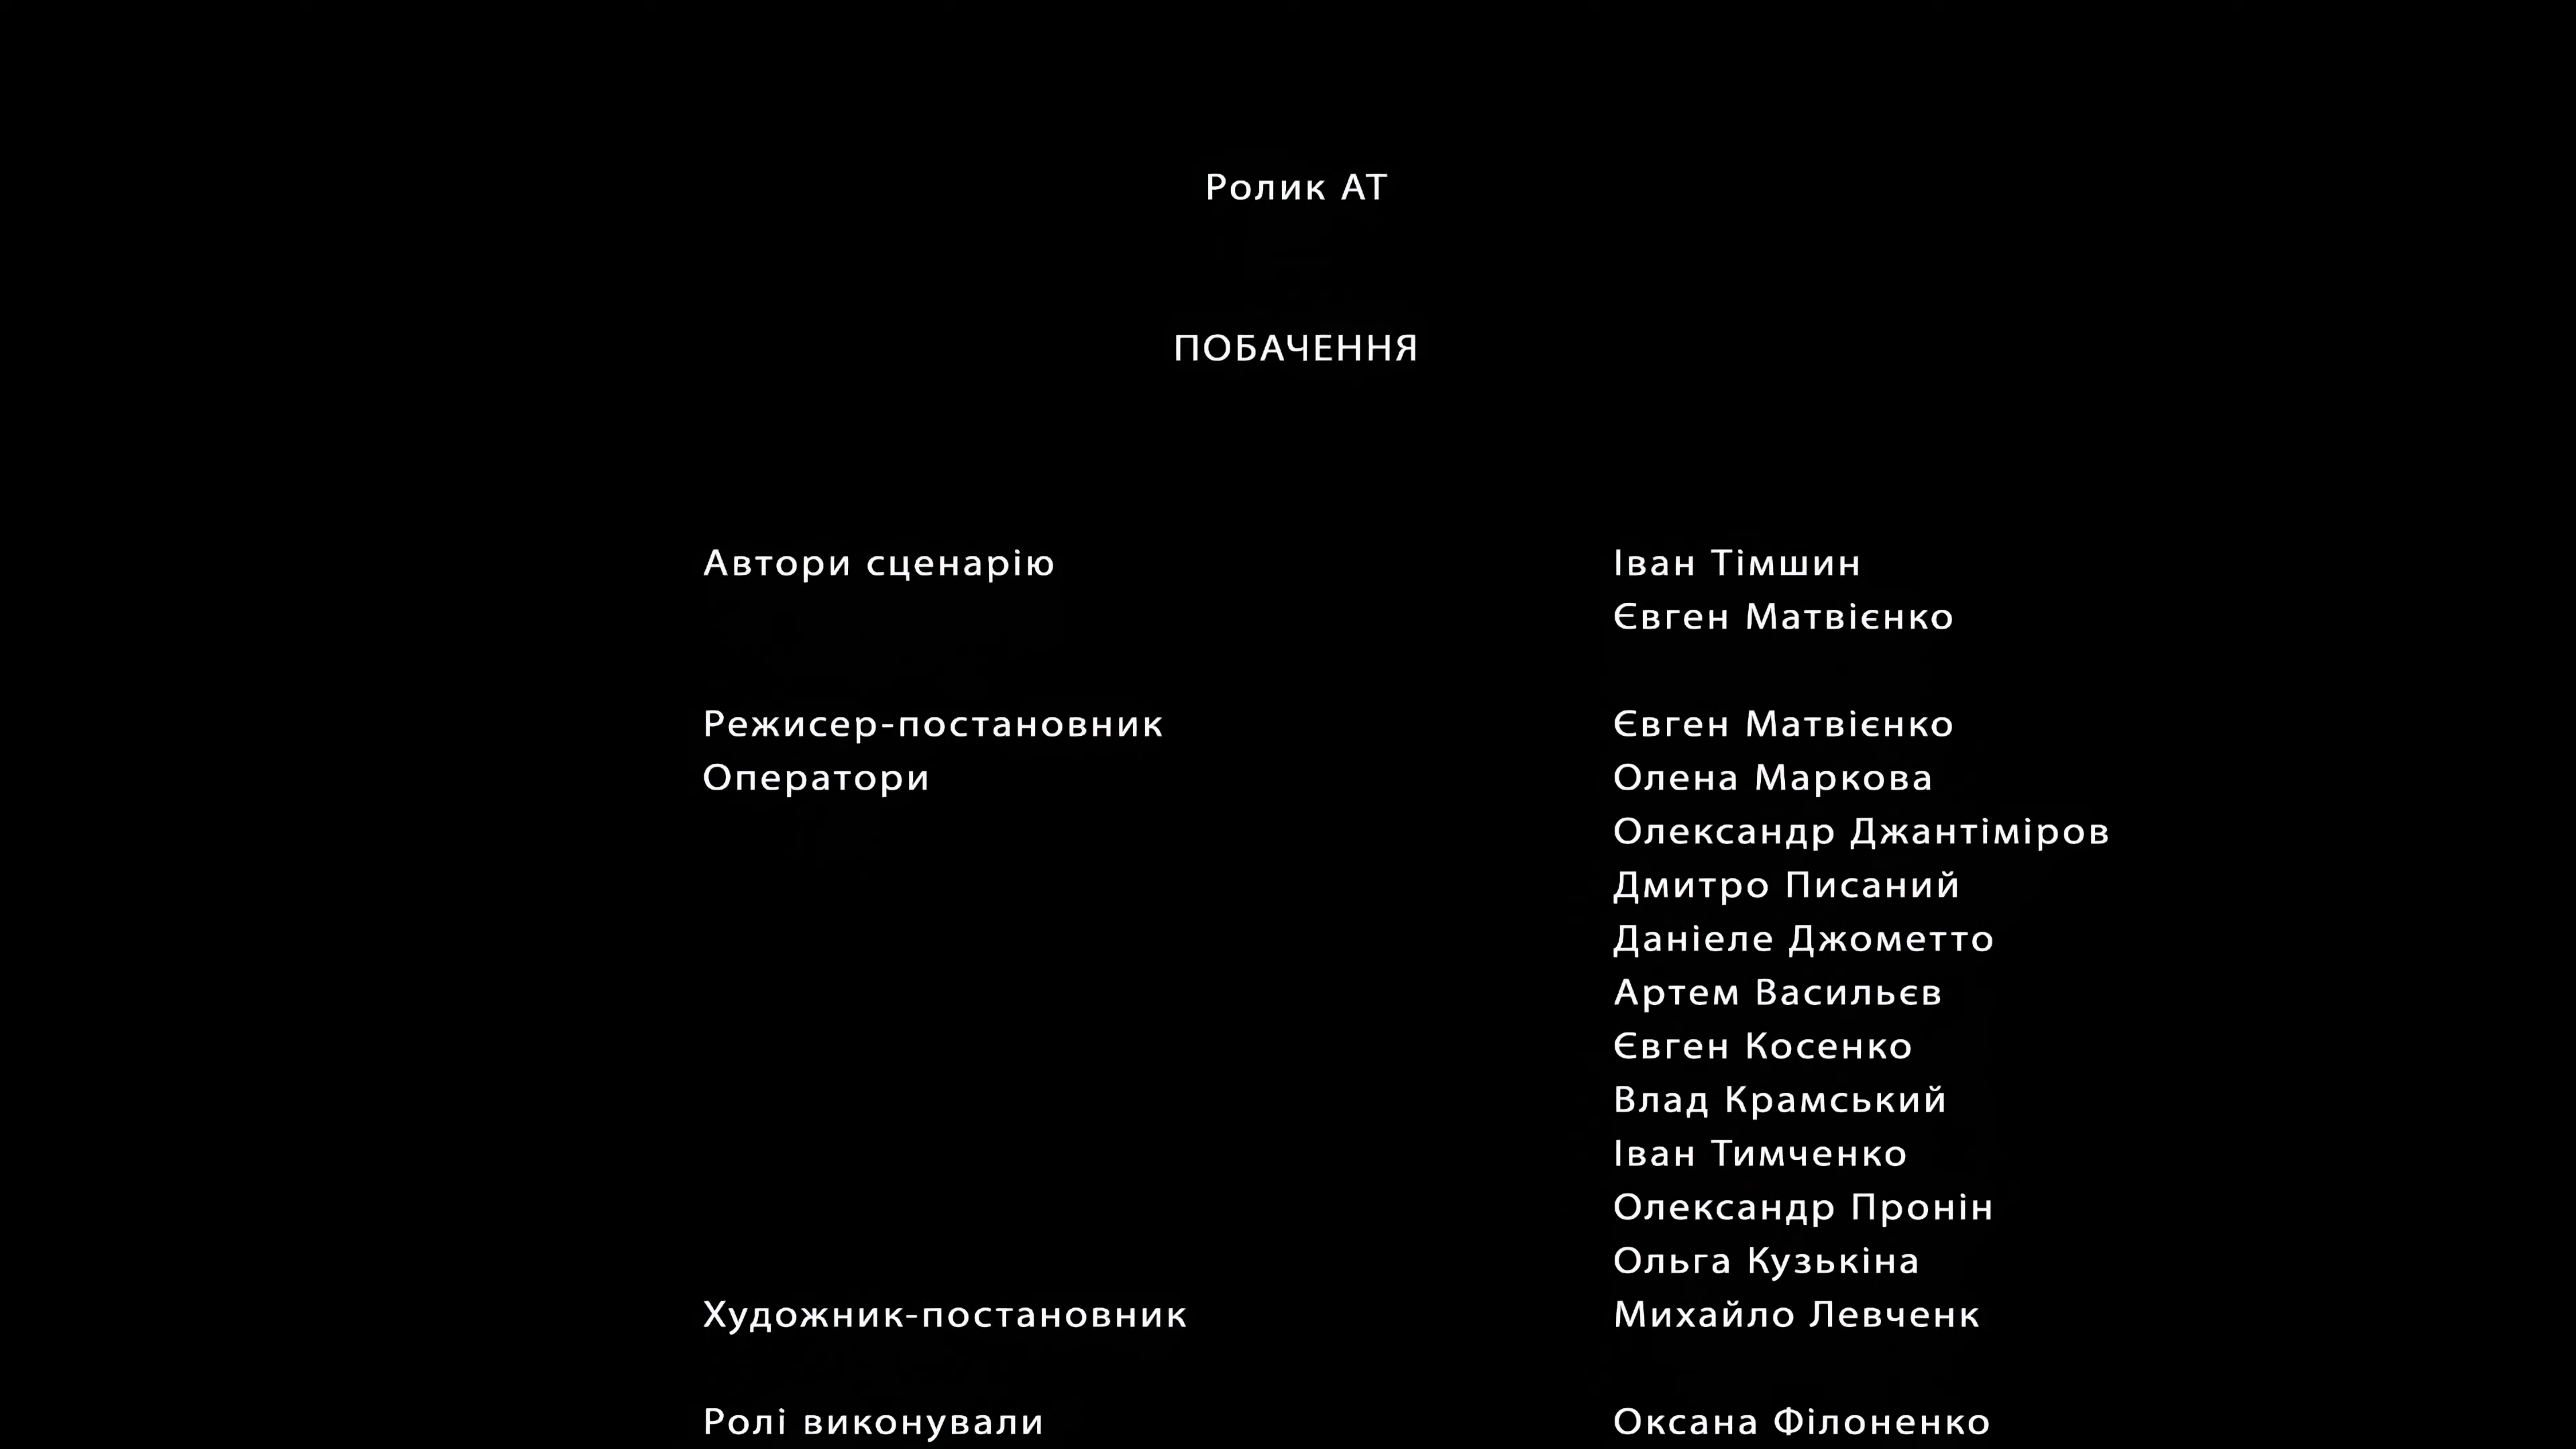 Ролик АТ
ПОБАЧЕННЯ
Автори сценарію Іван Тімшин
Євген Матвієнко
Режисер-постановник Євген Матвієнко
Оператори Олена Маркова
Олександр Джантіміров
Дмитро Писаний
Даніеле Джометто
Артем Васильєв
Євген Косенко
Влад Крамський
Іван Тимченко
Олександр Пронін
Ольга Кузькіна
Художник-постановник Михайло Левченк
Ролі виконували Оксана Філоненко